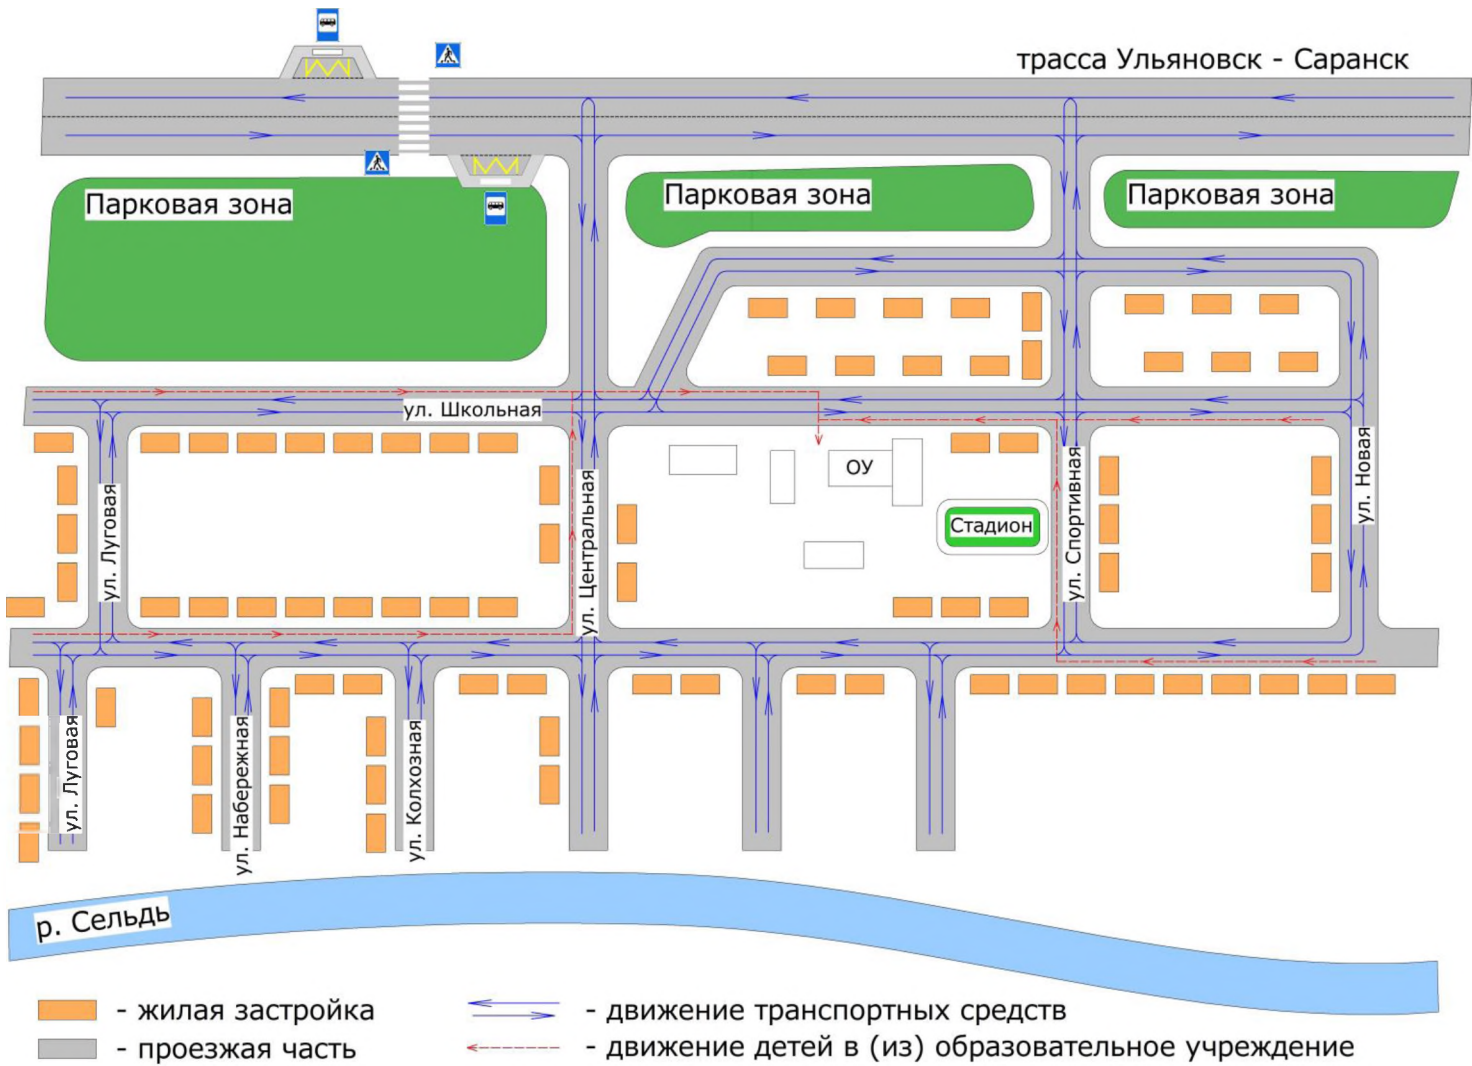 трасса Ульяновск - Саранск
Парковая зона
Парковая зона
Парковая зона
ул. Школьная
ул. Луговая
ул. Центральная
ОУ
Стадион
ул. Спортивная
ул. Новая
ул. Луговая
ул. Набережная
ул. Колхозная
р. Сельдь
- жилая застройка
- движение транспортных средств
- проезжая часть
- движение детей в (из) образовательное учреждение